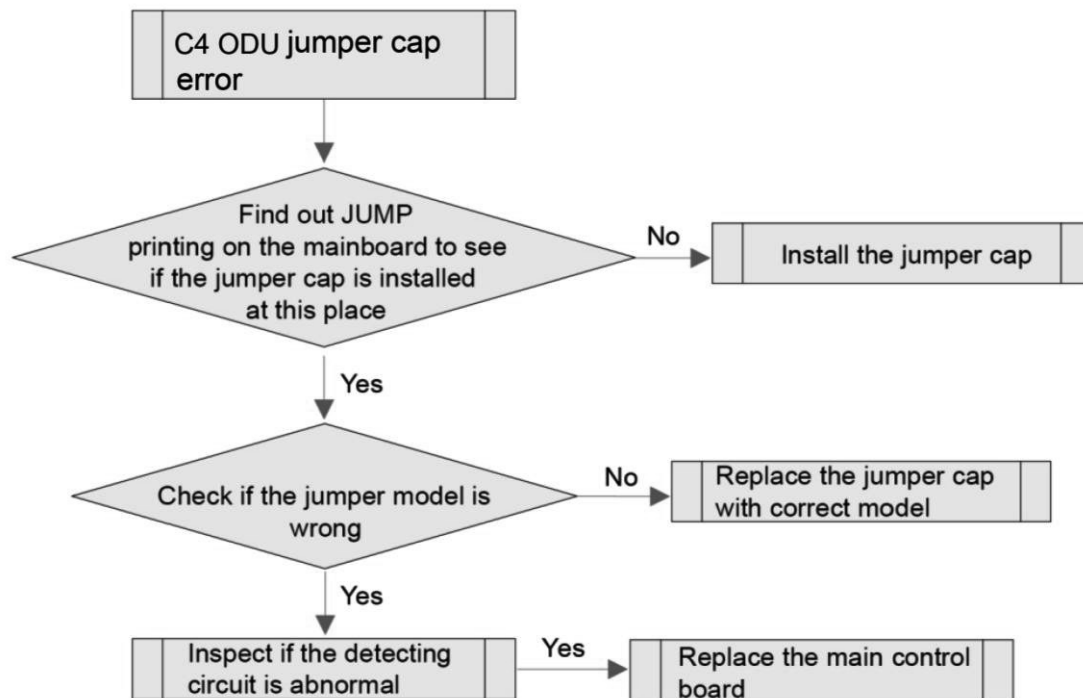 C4 ODU jumper cap
error
Find out JUMP
printing on the mainboard to see
if the jumper cap is installed
at this place
No
Install the jumper cap
Yes
Check if the jumper model is
wrong
No
Replace the jumper cap
with correct model
Yes
Inspect if the detecting
circuit is abnormal
Yes
Replace the main control
board